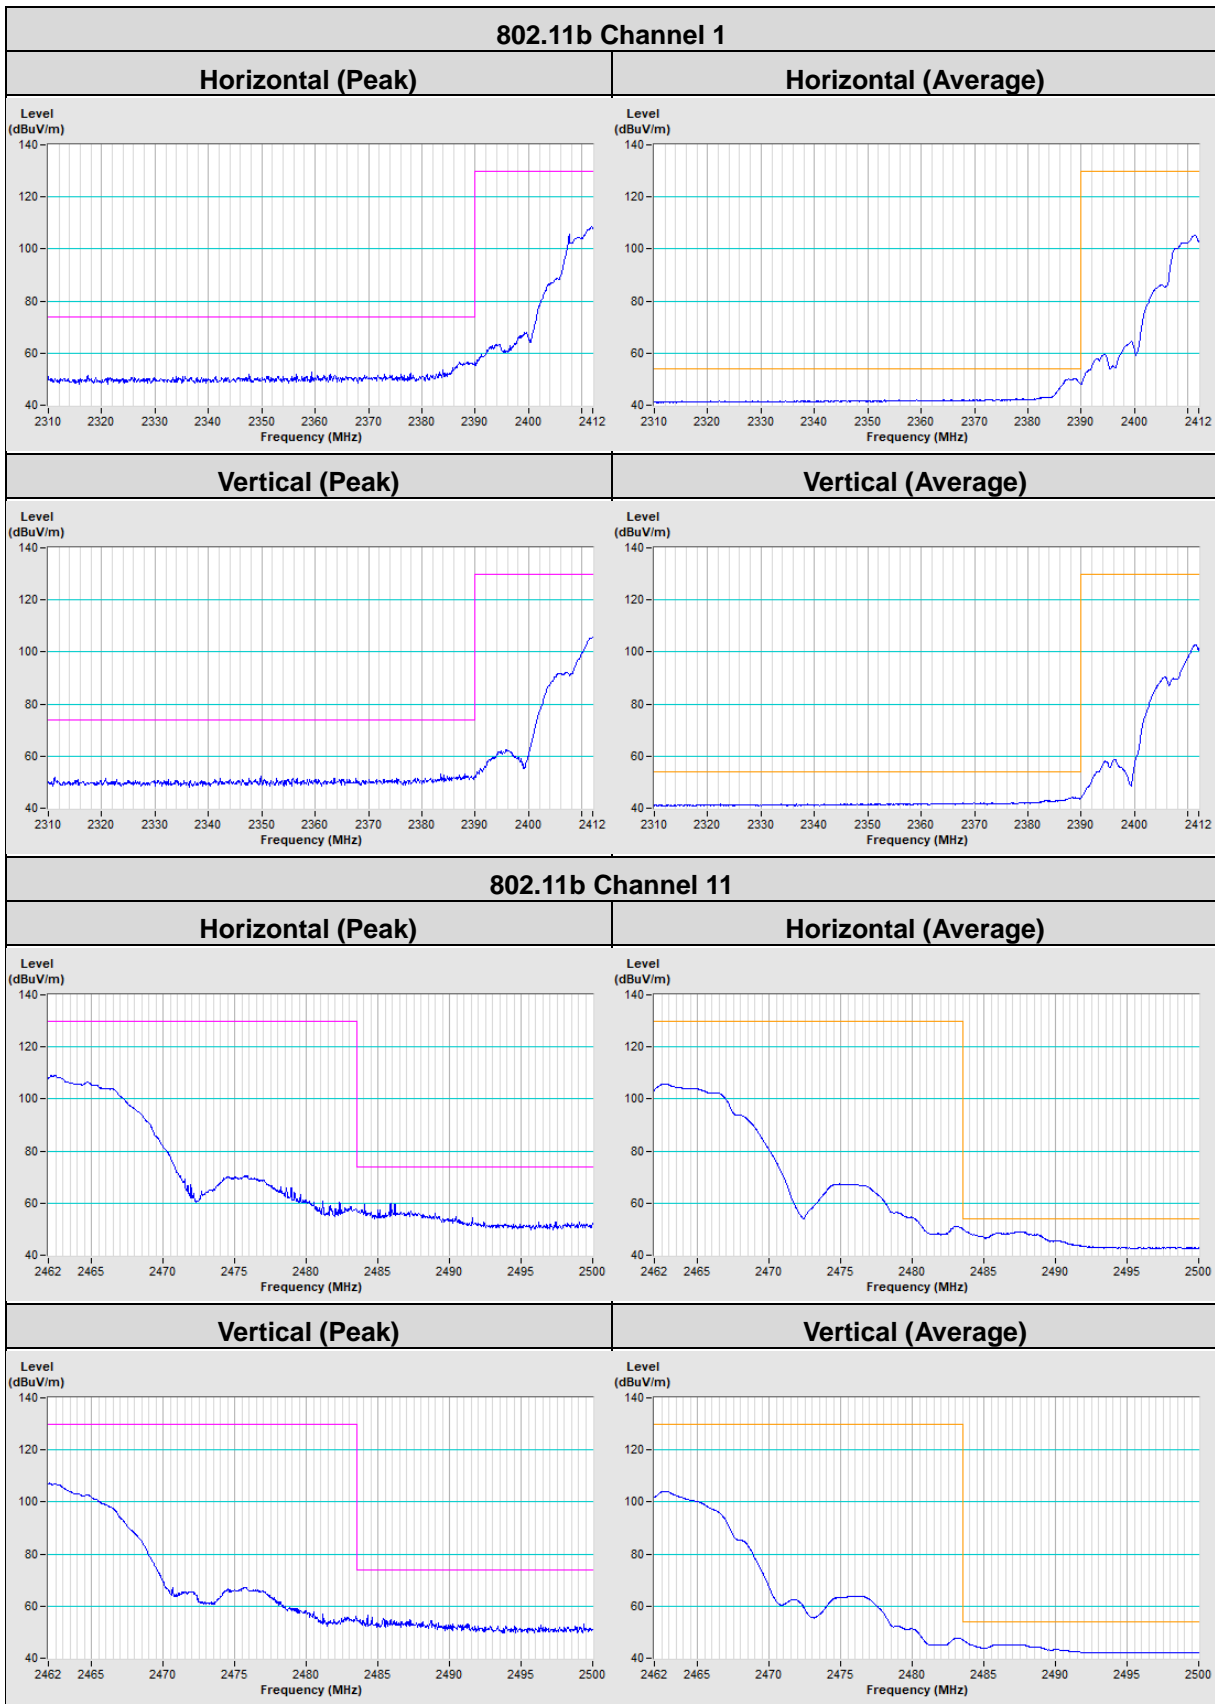 802.11b Channel 1
Horizontal (Peak)
Horizontal (Average)
Level
(dBuV/m)
140
120
100
80
60
40
2310 2320 2330 2340 2350 2360 2370 2380 2390 2400 2412
Frequency (MHz)
Level
(dBuV/m)
140
120
100
80
60
40
2310 2320 2330 2340 2350 2360 2370 2380 2390 2400 2412
Frequency (MHz)
Vertical (Peak)
Vertical (Average)
Level
(dBuV/m)
140
120
100
80
60
40
2310 2320 2330 2340 2350 2360 2370 2380 2390 2400 2412
Frequency (MHz)
Level
(dBuV/m)
140
120
100
80
60
40
2310 2320 2330 2340 2350 2360 2370 2380 2390 2400 2412
Frequency (MHz)
802.11b Channel 11
Horizontal (Peak)
Horizontal (Average)
Level
(dBuV/m)
140
120
100
80
60
40
2462 2465 2470 2475 2480 2485 2490 2495 2500
Frequency (MHz)
Level
(dBuV/m)
140
120
100
80
60
40
2462 2465 2470 2475 2480 2485 2490 2495 2500
Frequency (MHz)
Vertical (Peak)
Vertical (Average)
Level
(dBuV/m)
140
120
100
80
60
40
2462 2465 2470 2475 2480 2485 2490 2495 2500
Frequency (MHz)
Level
(dBuV/m)
140
120
100
80
60
40
2462 2465 2470 2475 2480 2485 2490 2495 2500
Frequency (MHz)